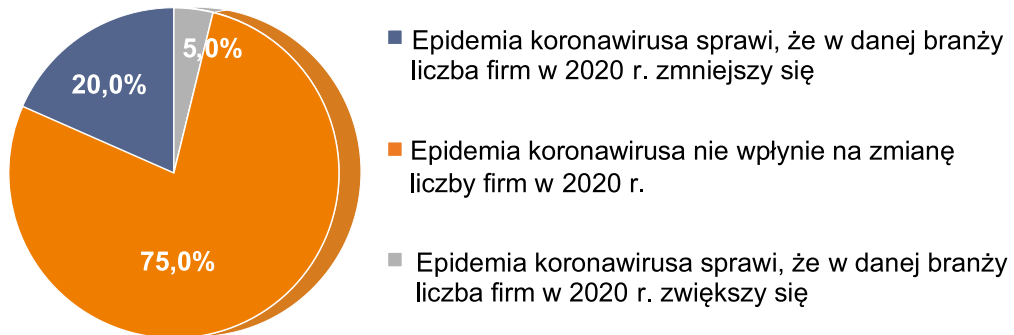 5,0%
20,0%
75,0%
Epidemia koronawirusa sprawi, że w danej branży
liczba firm w 2020 r. zmniejszy się
Epidemia koronawirusa nie wpłynie na zmianę
liczby firm w 2020 r.
Epidemia koronawirusa sprawi, że w danej branży
liczba firm w 2020 r. zwiększy się